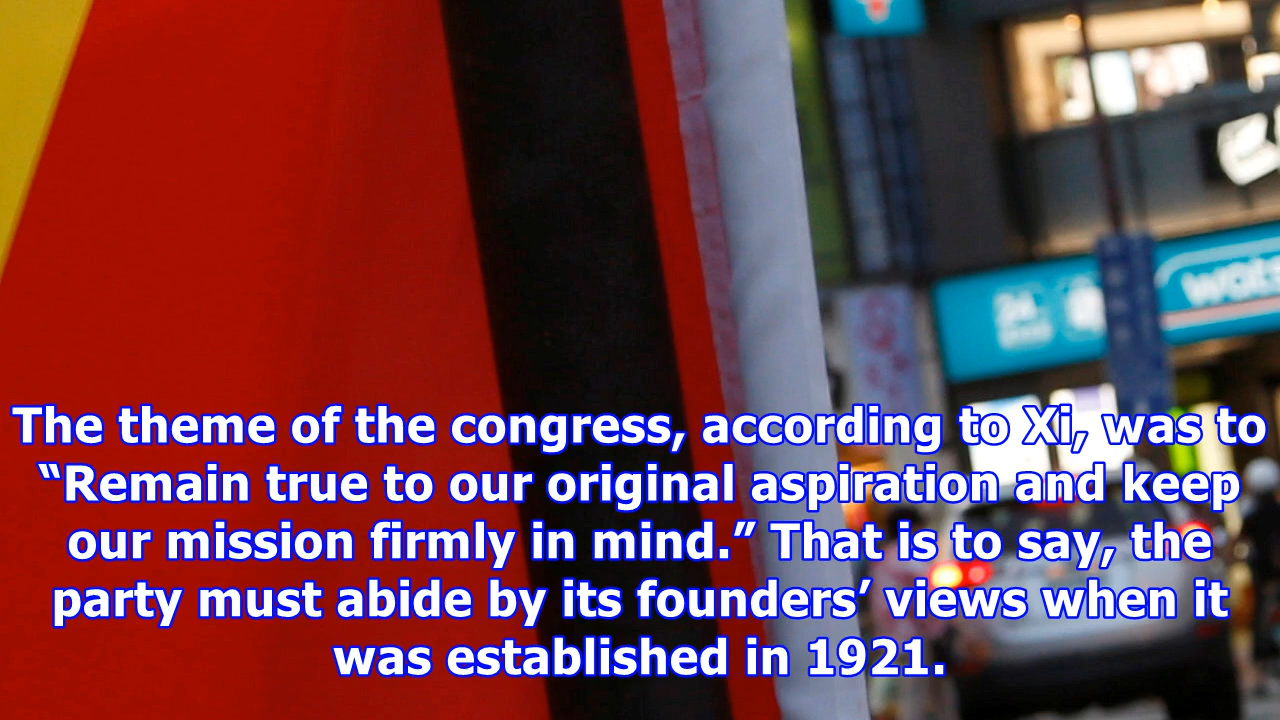 24
wats
The theme of the congress, according to Xi, was to
“Remain true to our original aspiration and keep
our mission firmly in mind.” That is to say, the
party must abide by its founders’ views when it
was established in 1921.